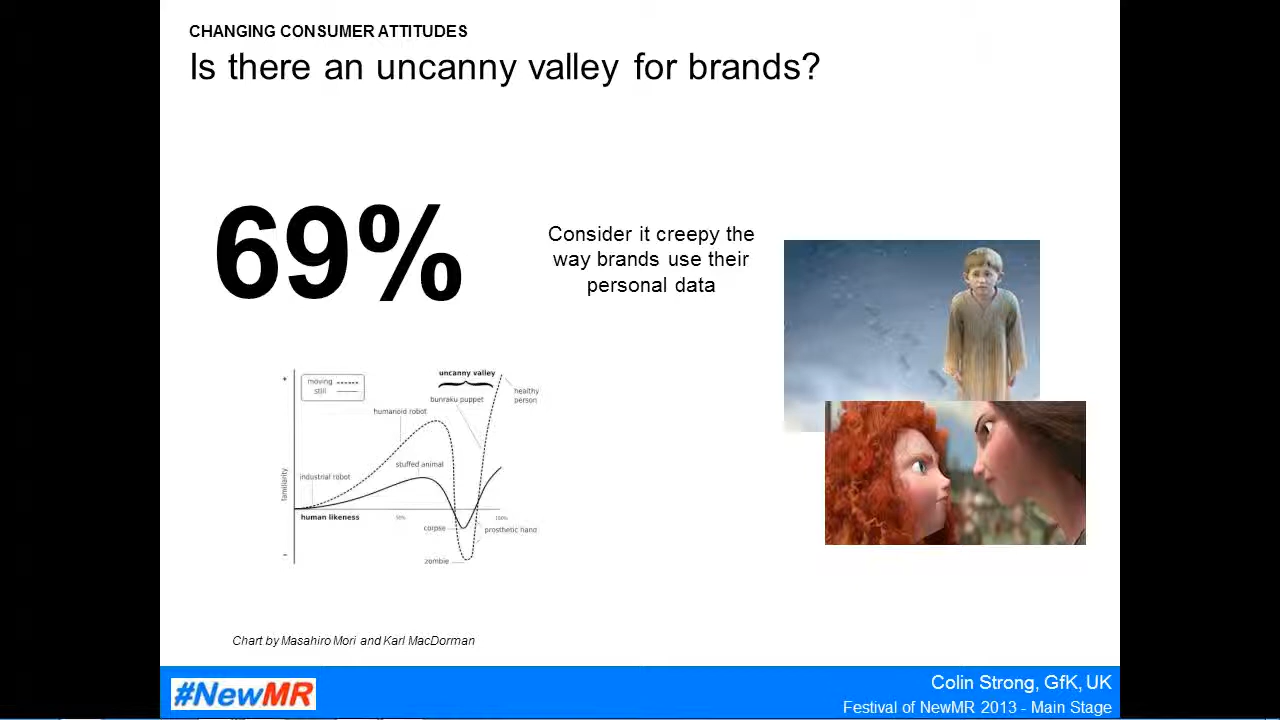 CHANGING CONSUMER ATTITUDES
Is there an uncanny valley for brands?
69%
Consider it creepy the
way brands use their
personal data
+
moving
still
uncanny valley
healthy
person
bunraku puppet
humanoid robot
stuffed animal
industrial robot
familiarity
human likeness
50%
100%
corpse
prosthetic hand
zombie
-
Chart by Masahiro Mori and Karl MacDorman
#NewMR
Colin Strong, GfK, UK
Festival of NewMR 2013 - Main Stage